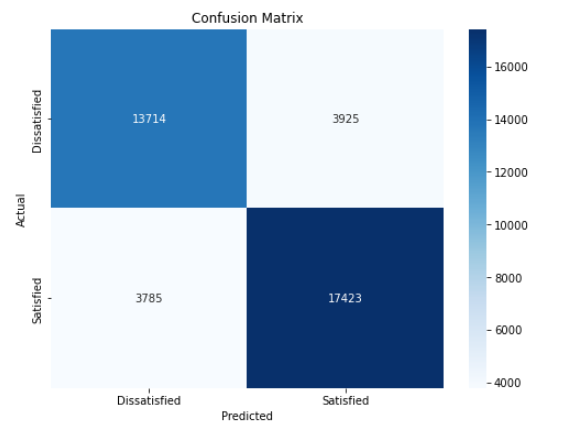 Confusion Matrix
Dissatisfied
13714
3925
Actual
Satisfied
3785
17423
Dissatisfied
Satisfied
Predicted
16000
14000
12000
10000
8000
6000
4000